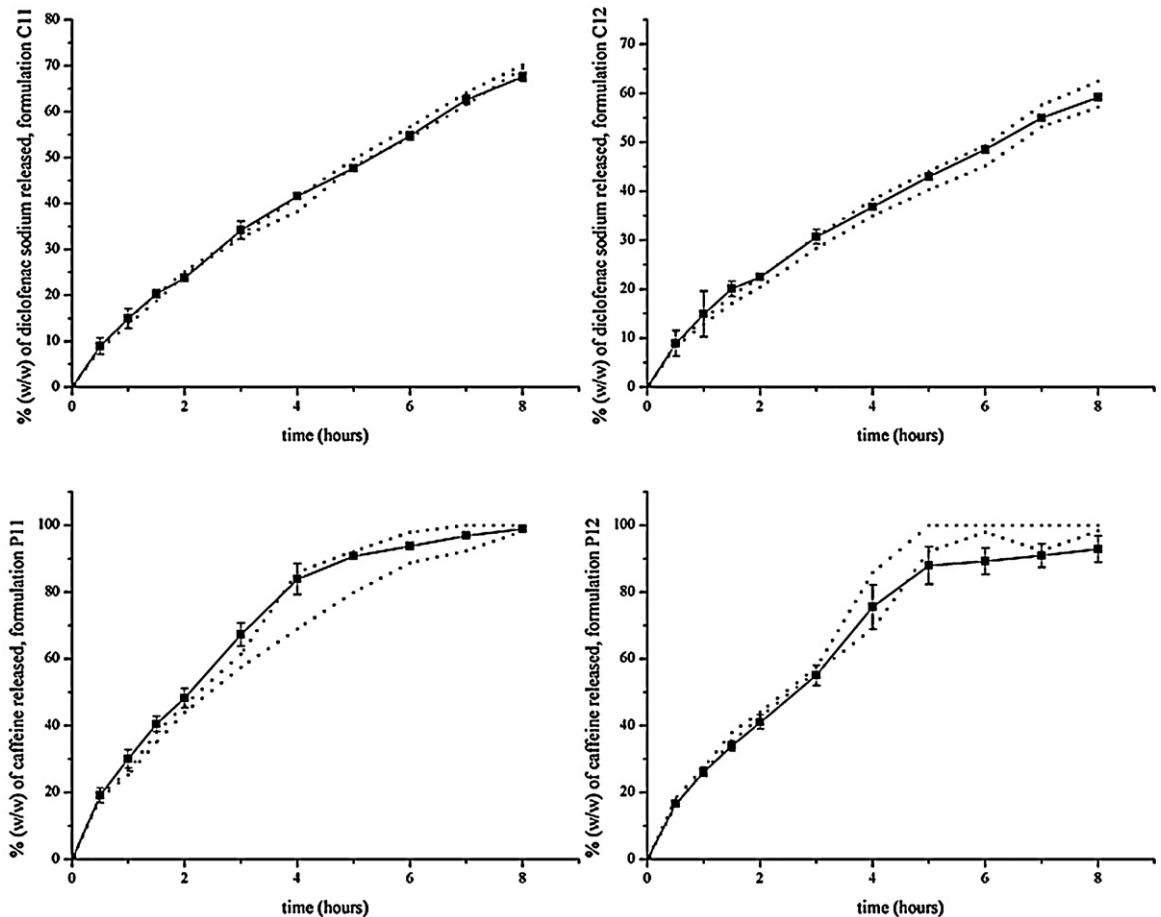 % (w/w) of diclofenac sodium released, formulation C11
80
70
60
50
40
30
20
10
0
0 2 4 6 8
time (hours)
% (w/w) of diclofenac sodium released, formulation C12
70
60
50
40
30
20
10
0
0 2 4 6 8
time (hours)
% (w/w) of caffeine released, formulation P11
100
80
60
40
20
0
0 2 4 6 8
time (hours)
% (w/w) of caffeine released, formulation P12
100
80
60
40
20
0
0 2 4 6 8
time (hours)